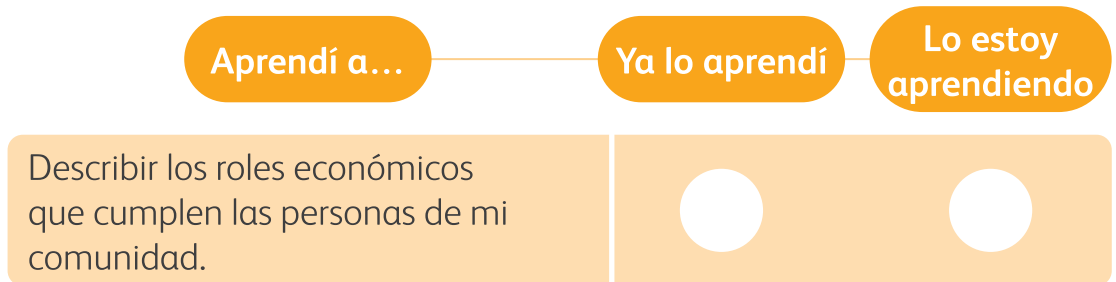 Aprendí a...
Ya lo aprendí
Lo estoy
aprendiendo
Describir los roles económicos
que cumplen las personas de mi
comunidad.